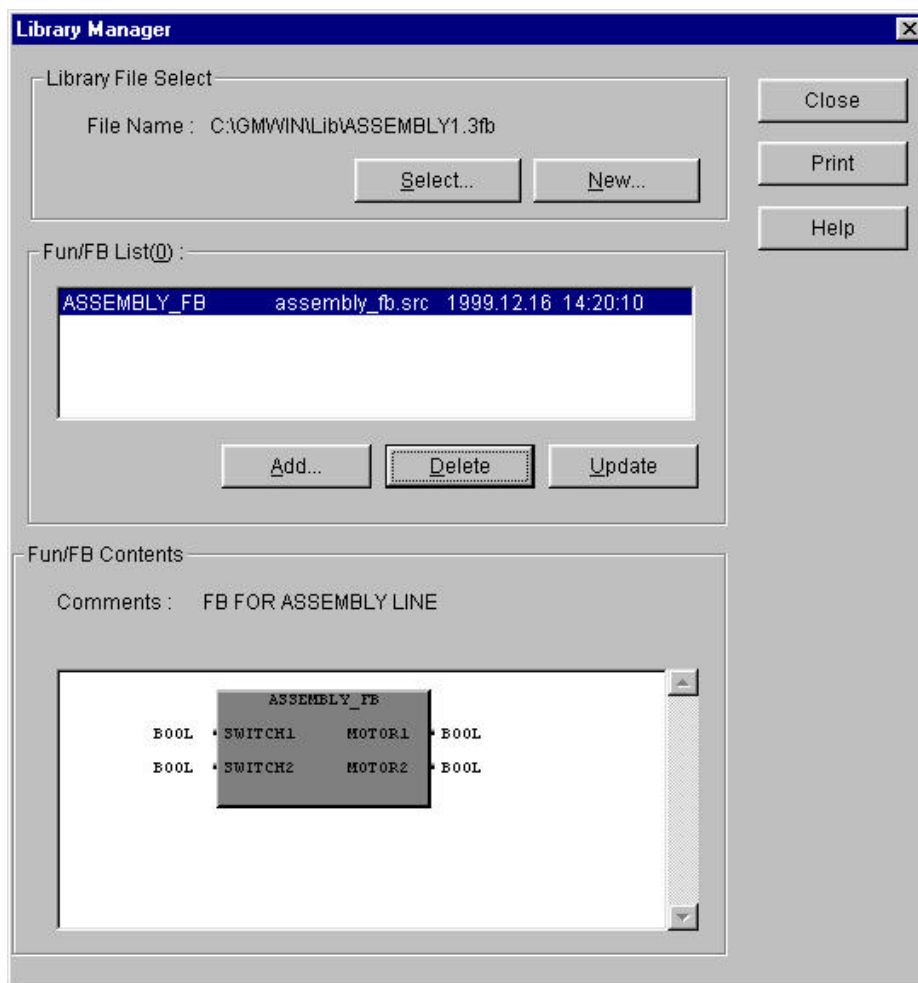 Library Manager
Library File Select
File Name : C:\GMWIN\Lib\ASSEMBLY1.3fb
Select... New...
Close
Print
Help
Fun/FB List(0) :
ASSEMBLY_FB assembly_fb.src 1999.12.16 14:20:10
Add... Delete Update
Fun/FB Contents
Comments : FB FOR ASSEMBLY LINE
ASSEMBLY_FB
BOOL SWITCH1 MOTOR1 BOOL
BOOL SWITCH2 MOTOR2 BOOL